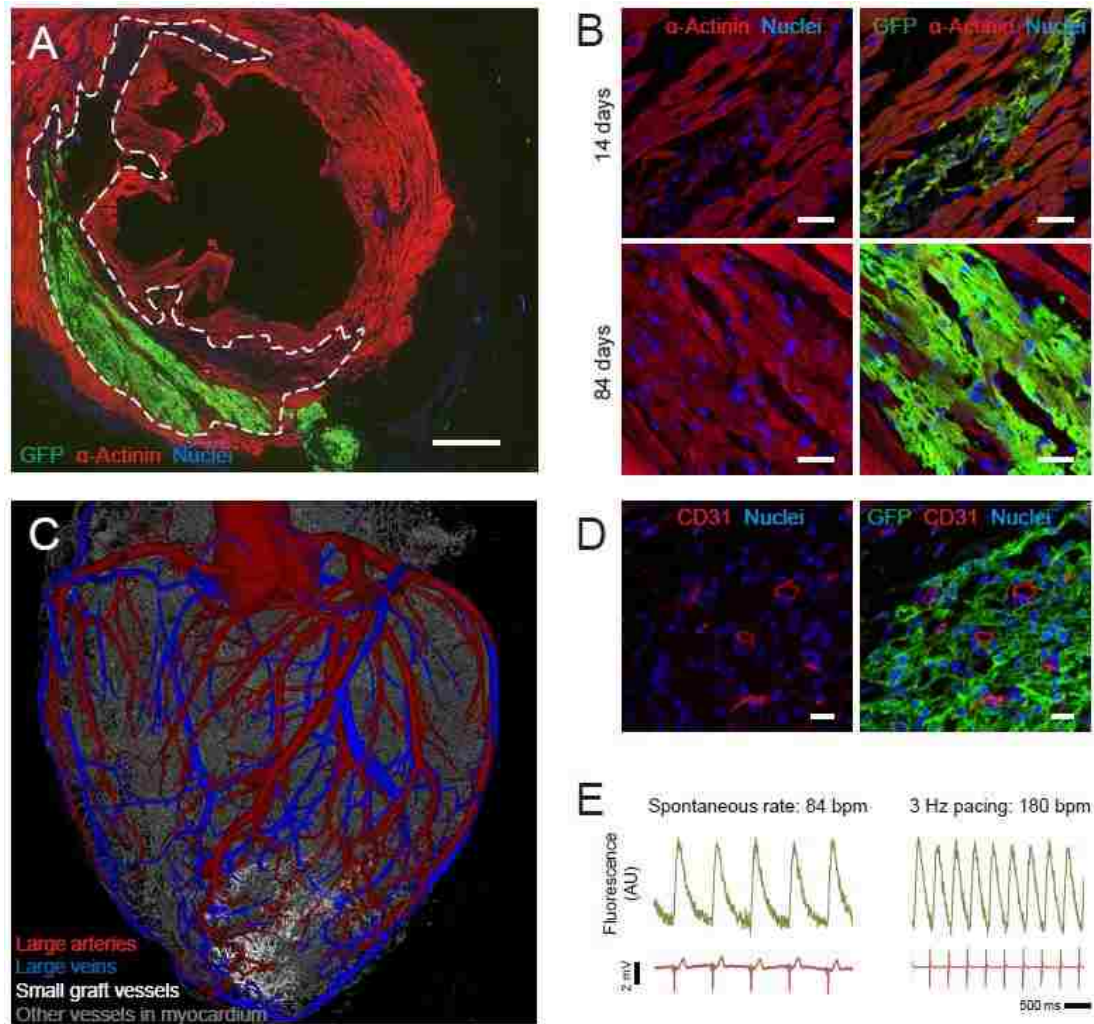 A
GFP α-Actinin Nuclei
B
α-Actinin Nuclei
GFP α-Actinin Nuclei
14 days
84 days
C
Large arteries
Large veins
Small graft vessels
Other vessels in myocardium
D
CD31 Nuclei
GFP CD31 Nuclei
E
Spontaneous rate: 84 bpm
3 Hz pacing: 180 bpm
Fluorescence
(AU)
2 mV
500 ms